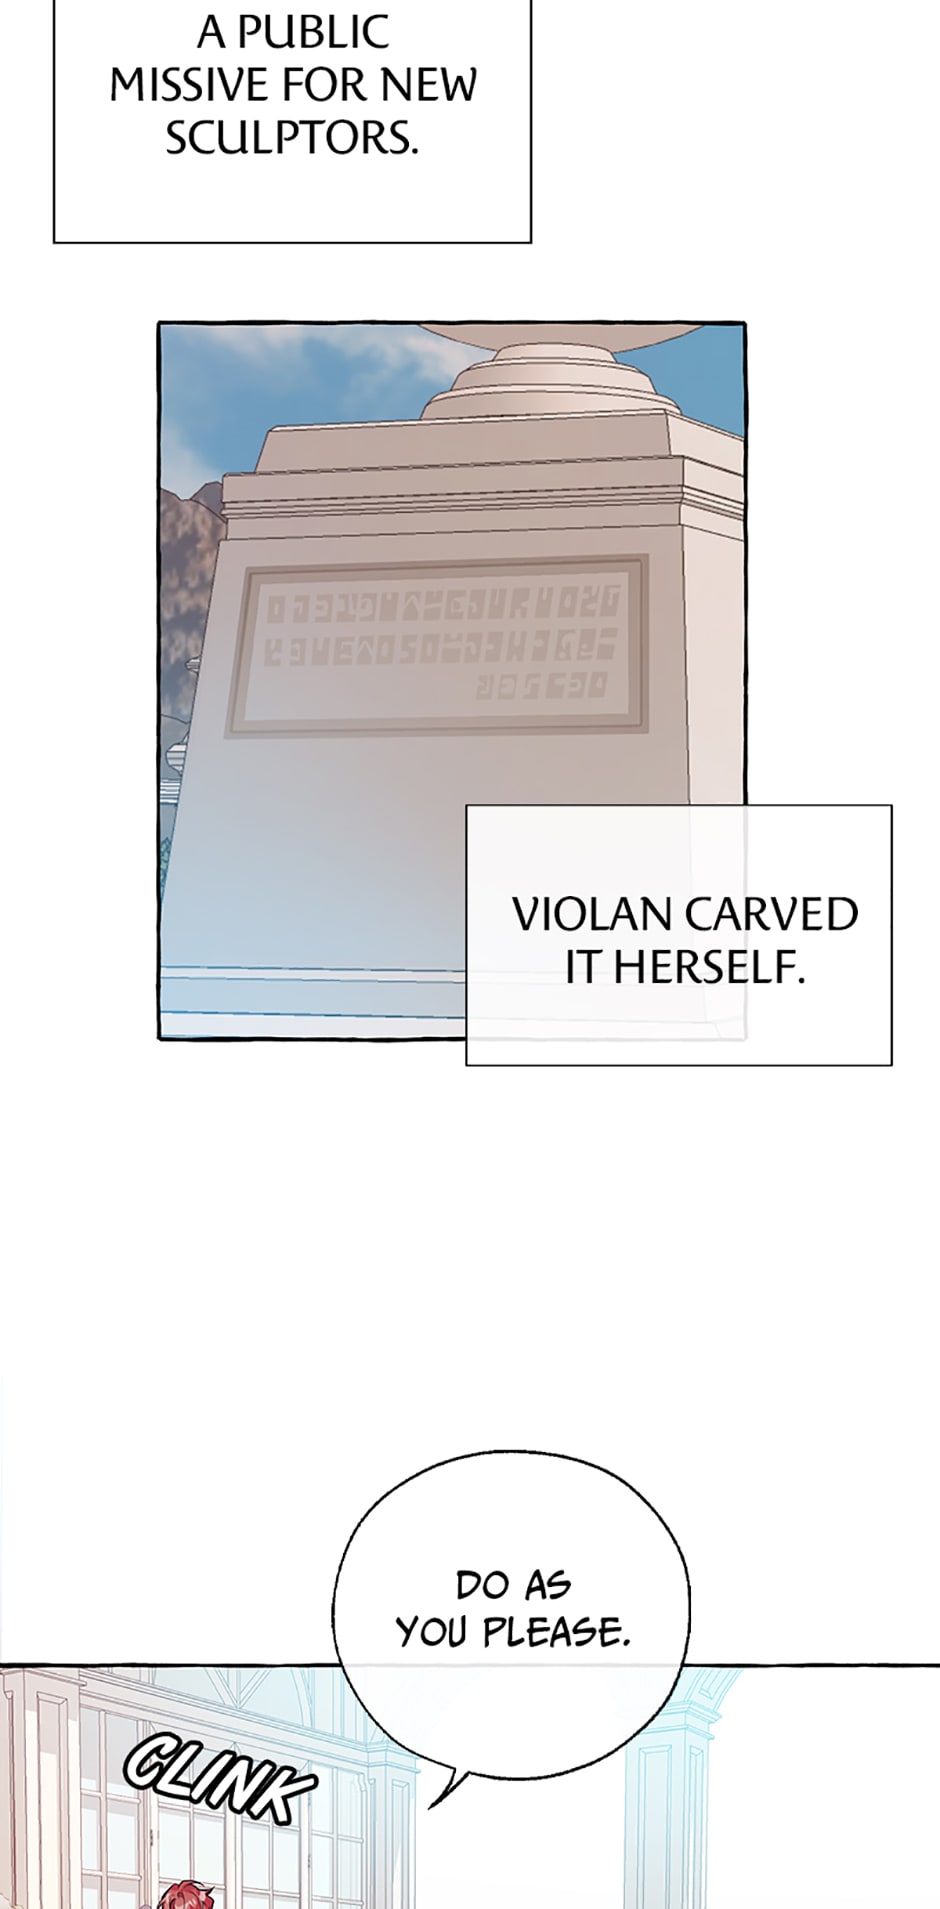 A PUBLIC
MISSIVE FOR NEW
SCULPTORS.
VIOLAN CARVED
IT HERSELF.
DO AS
YOU PLEASE.
CLINK